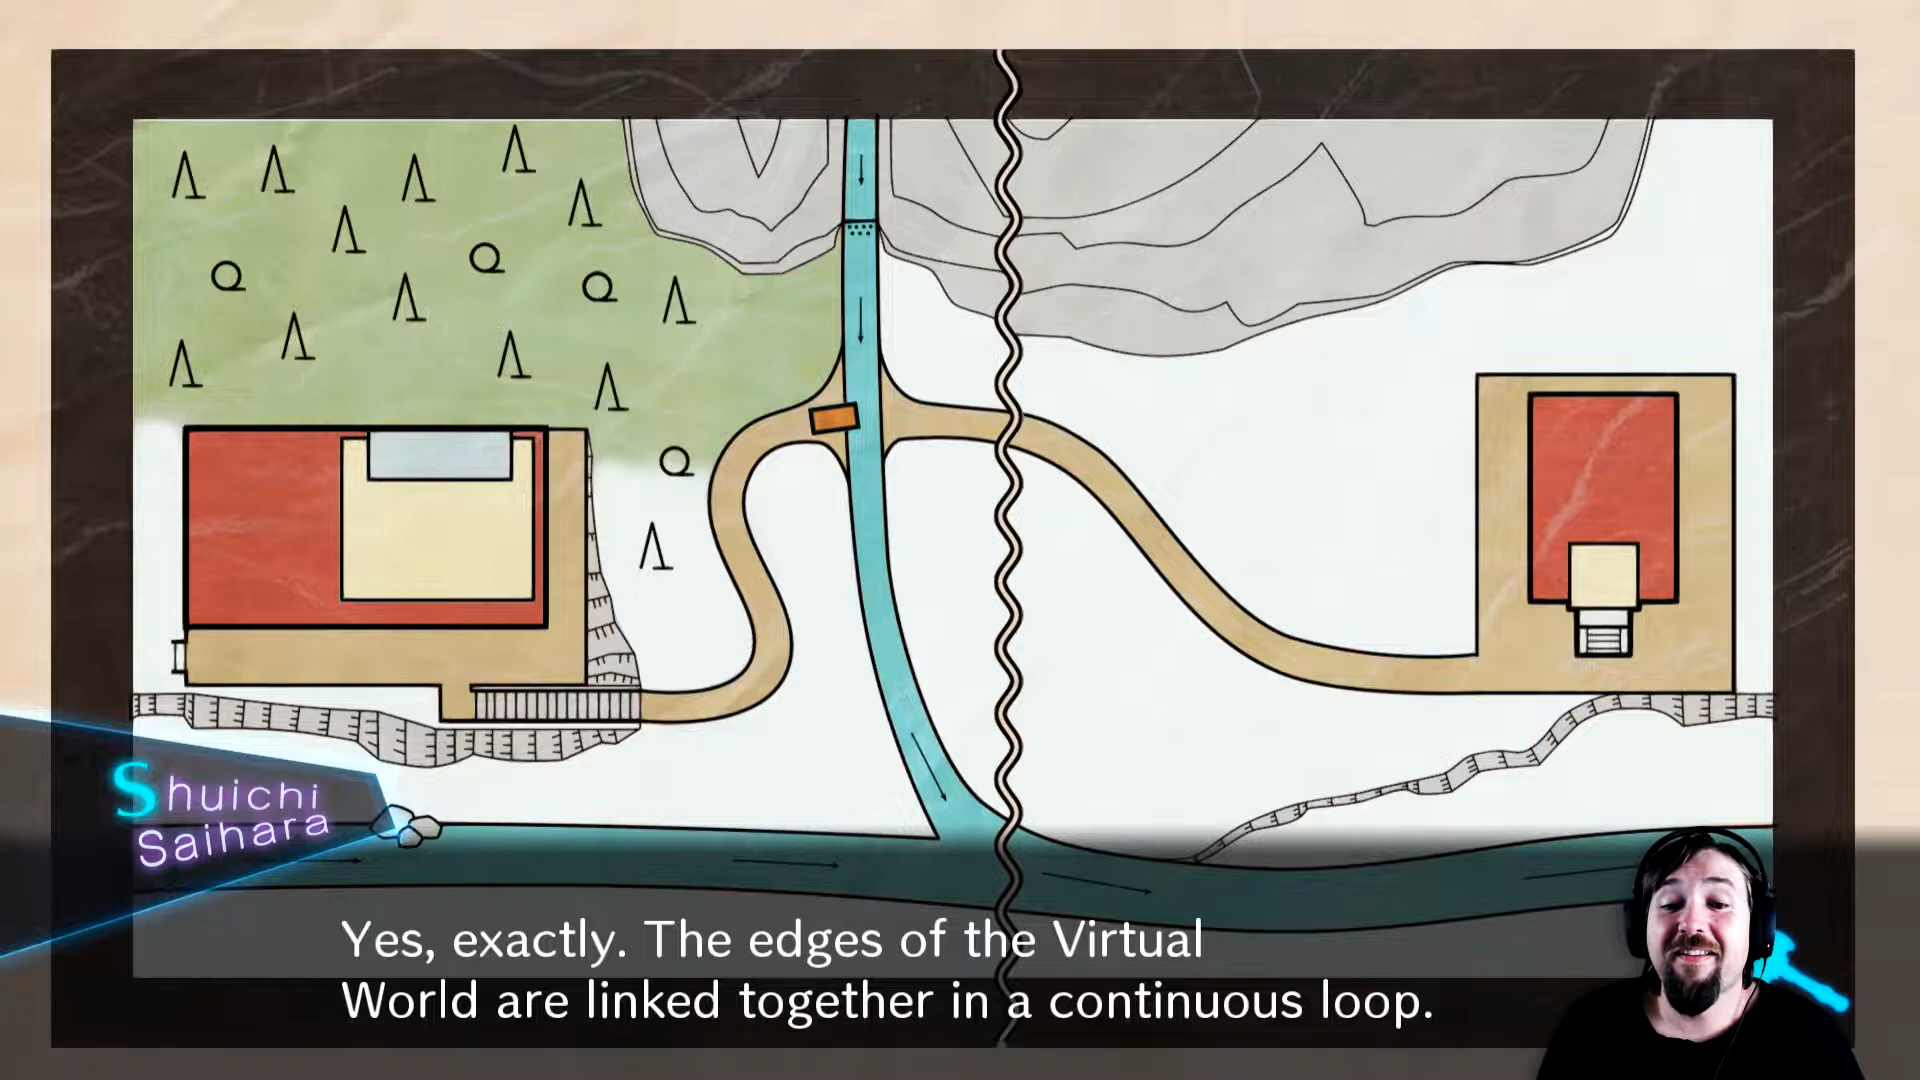 Shuichi
Saihara
Yes, exactly. The edges of the Virtual
World are linked together in a continuous loop.